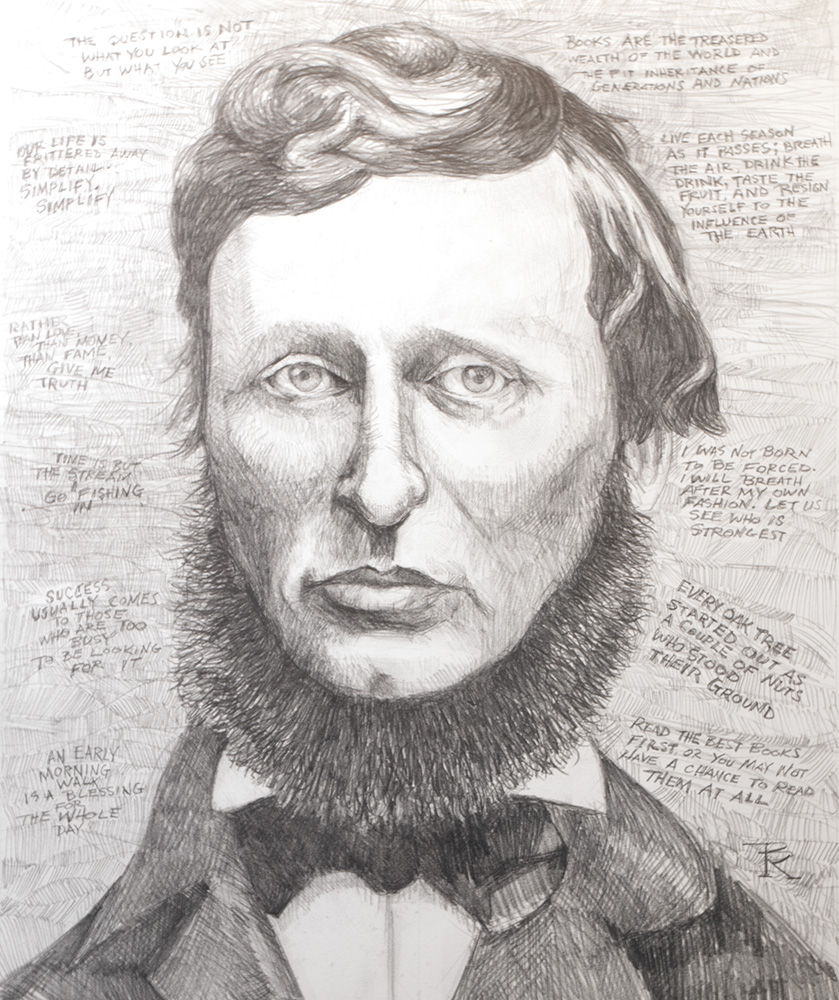 THE QUESTION IS NOT
WHAT YOU LOOK AT
BUT WHAT YOU SEE
OUR LIFE IS
FRITTERED AWAY
BY DETAIL.
SIMPLIFY.
SIMPLIFY
RATHE
LOVE,
THAN MONEY,
THAN FAME,
GIVE ME
TRUTH
TIME IS BUT
THE STREAM I
GO FISHING
IN
SUCCESS
USUALLY COMES
TO THOSE
WHO ARE TOO
BUSY
TO BE LOOKING
FOR IT
AN EARLY
MORNING
WALK
IS A BLESSING
FOR
THE WHOLE
DAY
BOOKS ARE THE TREASERED
WEALTH OF THE WORLD AND
THE FIT INHERITANCE OF
GENERATIONS AND NATIONS
LIVE EACH SEASON
AS IT PASSES; BREATH
THE AIR, DRINK THE
DRINK, TASTE THE
FRUIT, AND RESIGN
YOURSELF TO THE
INFLUENCE OF
THE EARTH
I WAS NOT BORN
TO BE FORCED.
I WILL BREATH
AFTER MY OWN
FASHION. LET US
SEE WHO IS
STRONGEST
EVERY OAK TREE
STARTED OUT AS
A COUPLE OF NUTS
WHO STOOD
THEIR GROUND
READ THE BEST BOOKS
FIRST, OR YOU MAY NOT
HAVE A CHANCE TO READ
THEM AT ALL